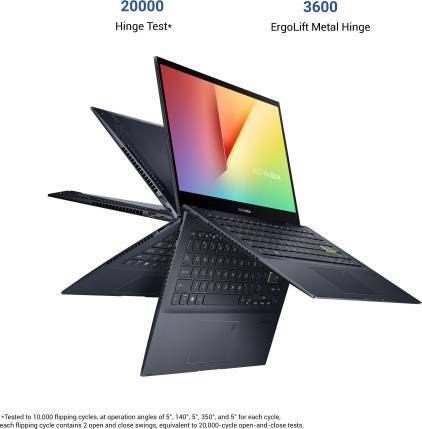 20000
3600
Hinge Test*
ErgoLift Metal Hinge
*Tested to 10,000 flipping cycles, at operation angles of 5°, 140°, 5°, 350°, and 5° for each cycle,
each flipping cycle contains 2 open and close swings, equivalent to 20,000-cycle open-and-close tests.